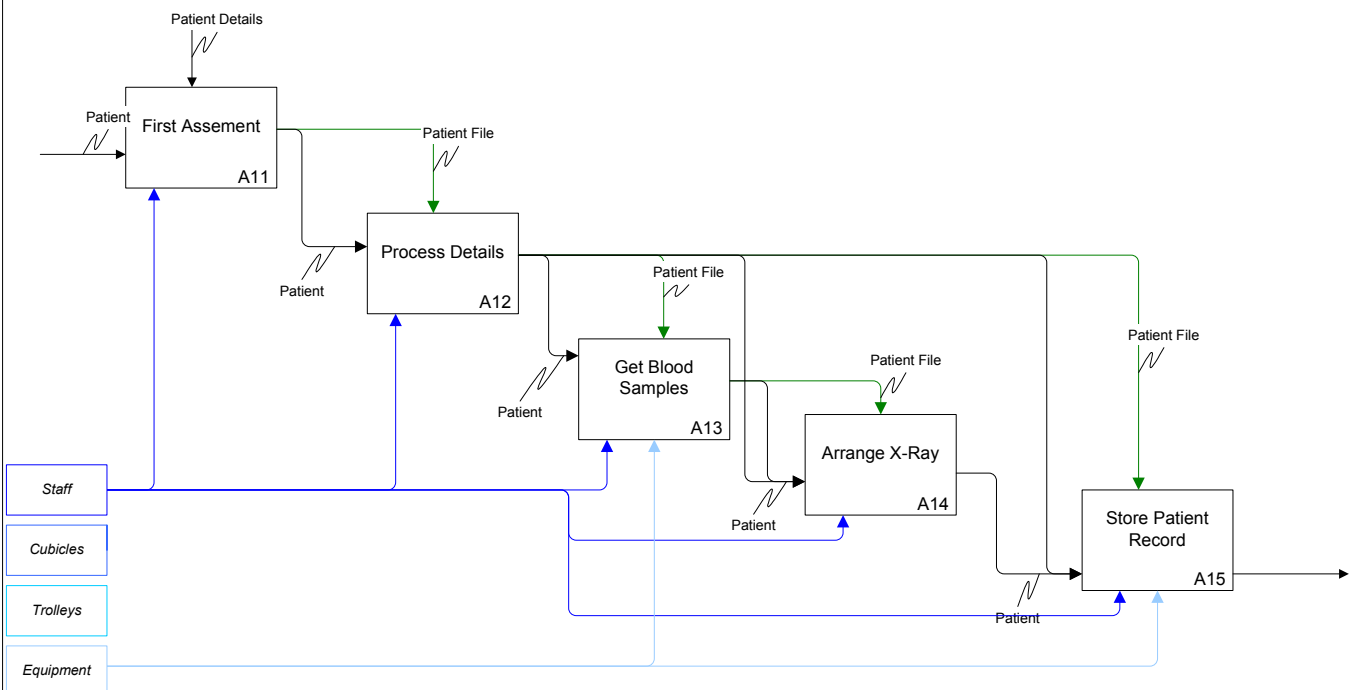 Patient Details
Patient
First Assement
A11
Patient File
Process Details
A12
Patient
Patient File
Get Blood
Samples
A13
Patient
Patient File
Patient File
Arrange X-Ray
A14
Patient
Staff
Store Patient
Record
A15
Cubicles
Trolleys
Patient
Equipment